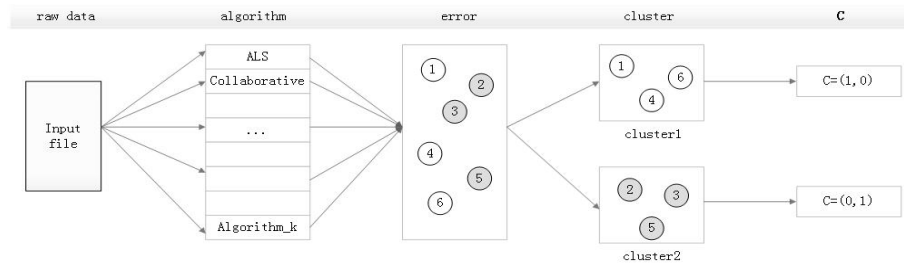 raw data algorithm error cluster C
Input
file
ALS
Collaborative
...
Algorithm_k
1
2
3
4
5
6
1
6
4
cluster1
2
3
5
cluster2
C=(1,0)
C=(0,1)